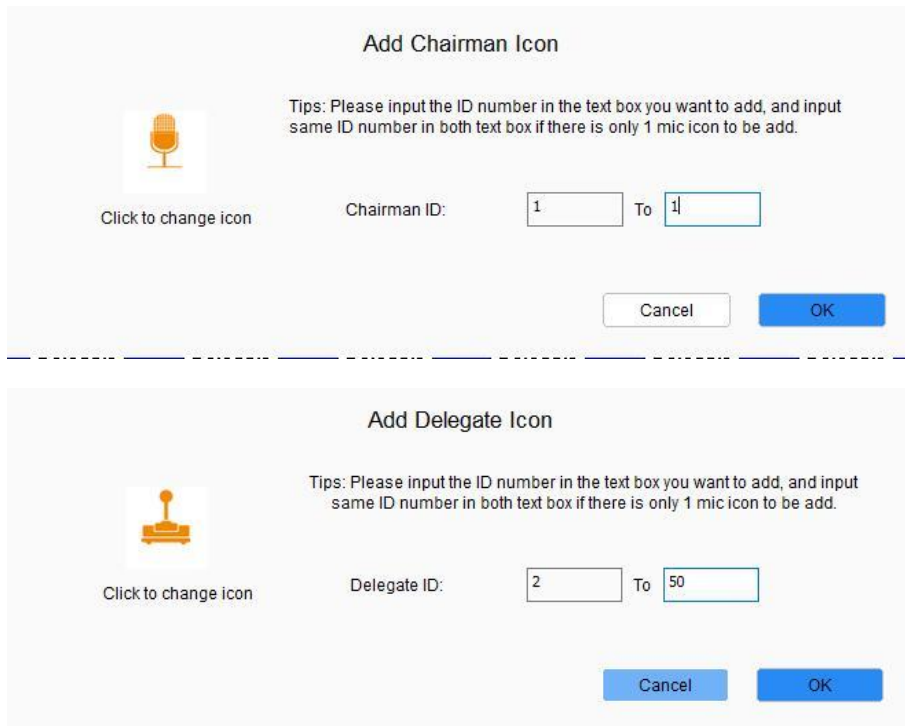 Add Chairman Icon
Tips: Please input the ID number in the text box you want to add, and input
same ID number in both text box if there is only 1 mic icon to be add.
Click to change icon
Chairman ID: 1 To 1
Cancel OK
Add Delegate Icon
Tips: Please input the ID number in the text box you want to add, and input
same ID number in both text box if there is only 1 mic icon to be add.
Click to change icon
Delegate ID: 2 To 50
Cancel OK